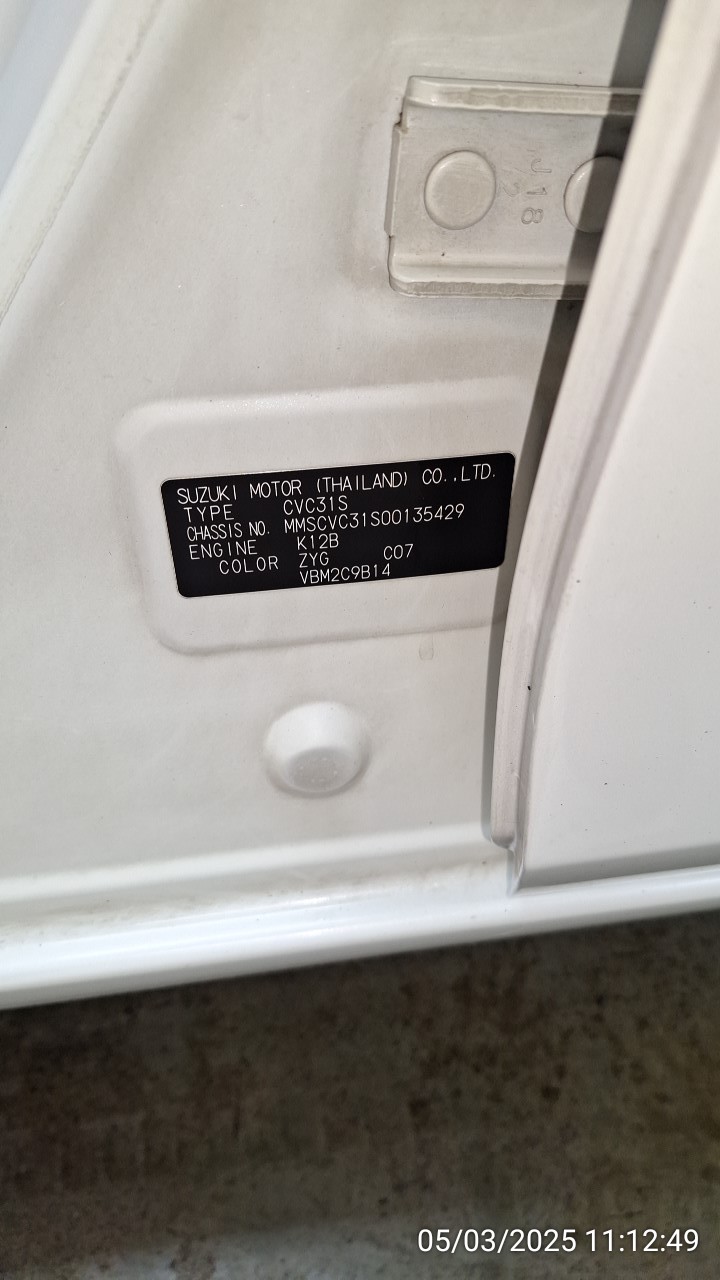 J18
2
SUZUKI MOTOR (THAILAND) CO.,LTD.
TYPE CVC31S
CHASSIS NO. MMSCVC31S00135429
ENGINE K12B
COLOR ZYG C07
VBM2C9B14
05/03/2025 11:12:49